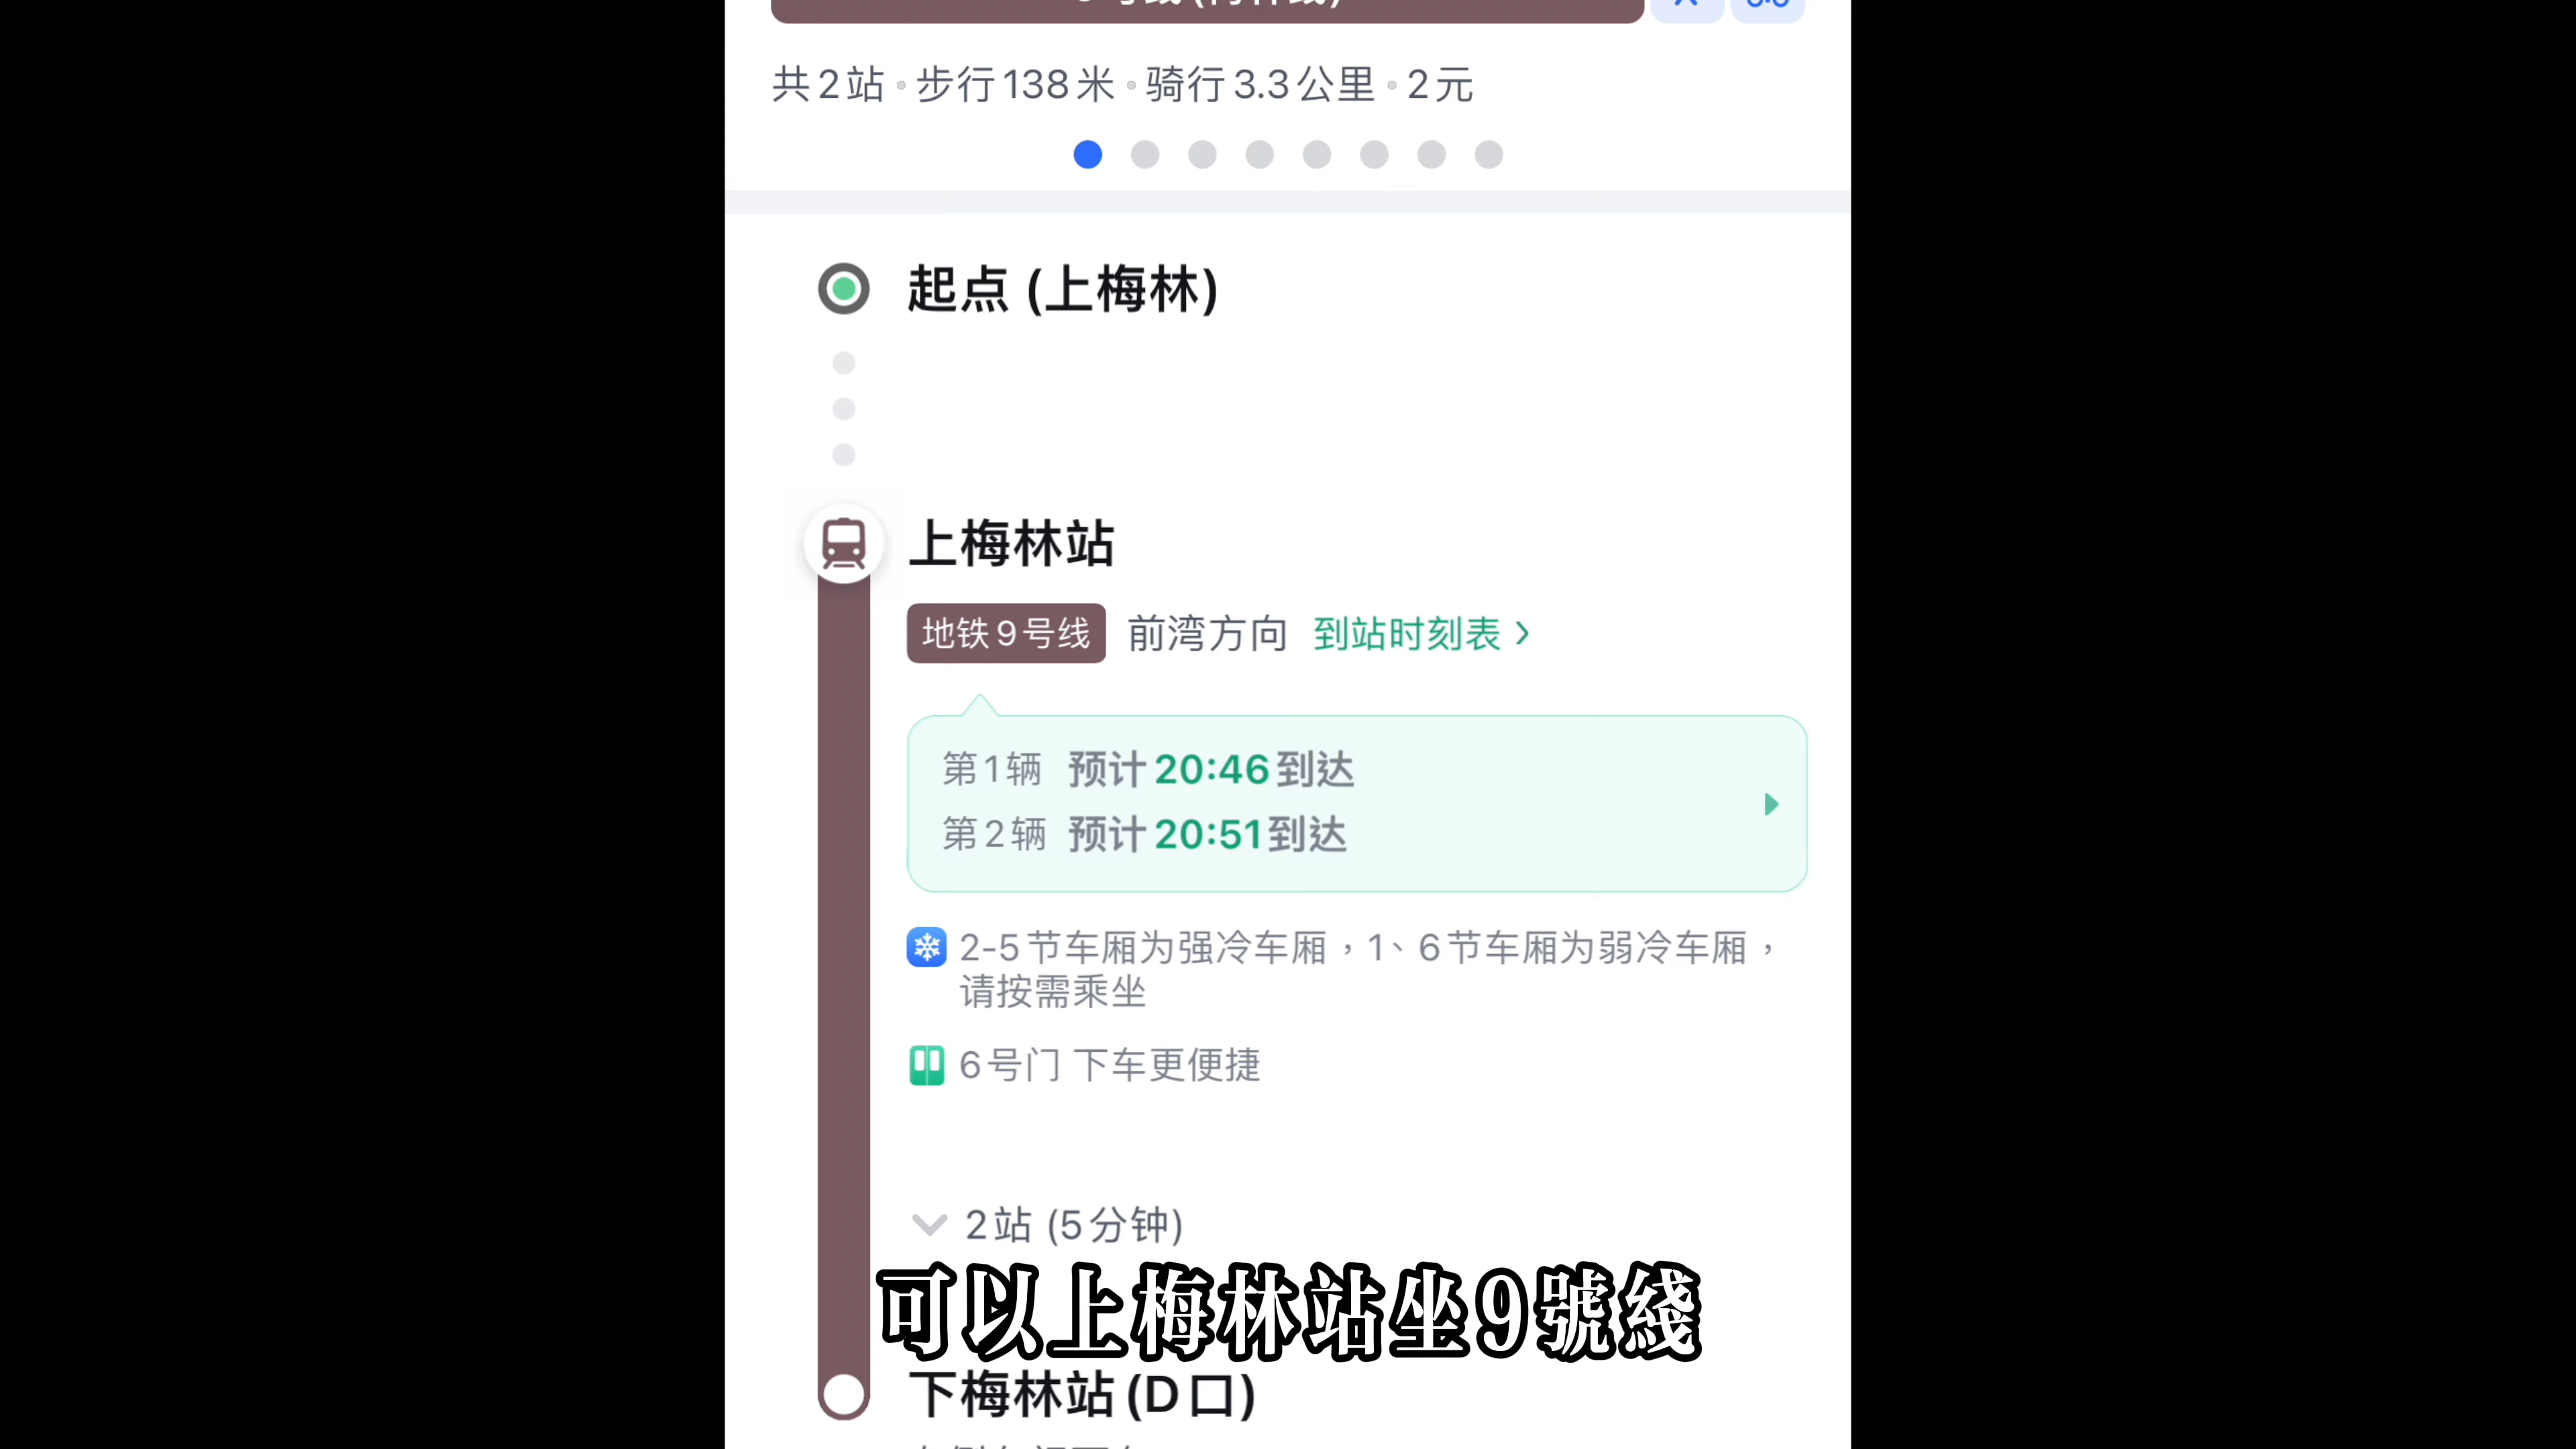 共2站·步行138米·骑行3.3公里·2元
起点(上梅林)
上梅林站
地铁9号线 前湾方向 到站时刻表 >
第1辆 预计20:46到达
第2辆 预计20:51到达
2-5节车厢为强冷车厢，1、6节车厢为弱冷车厢，
请按需乘坐
6号门 下车更便捷
2站(5分钟)
可以上梅林站坐9號綫
下梅林站(D口)